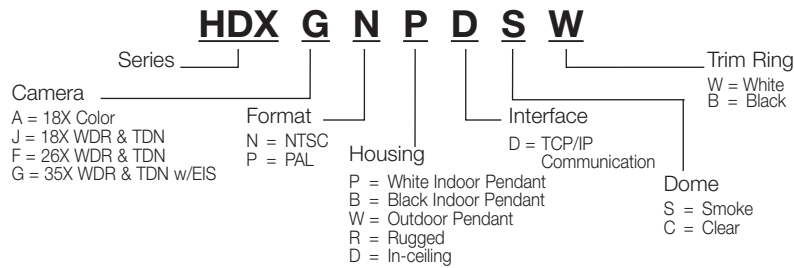 HDX G N P D S W
Series
Trim Ring
W = White
B = Black
Camera
A = 18X Color
J = 18X WDR & TDN
F = 26X WDR & TDN
G = 35X WDR & TDN w/EIS
Format
N = NTSC
P = PAL
Interface
D = TCP/IP
Communication
Housing
P = White Indoor Pendant
B = Black Indoor Pendant
W = Outdoor Pendant
R = Rugged
D = In-ceiling
Dome
S = Smoke
C = Clear